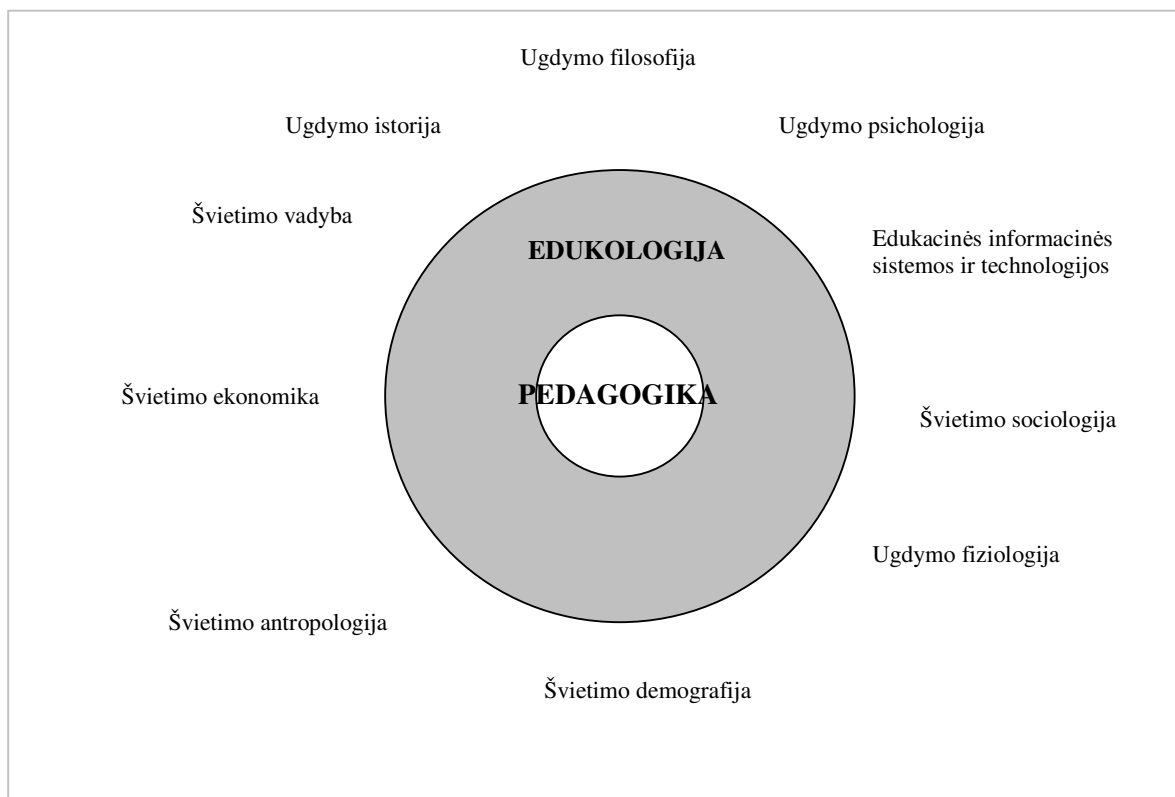 Ugdymo filosofija
Ugdymo istorija
Ugdymo psichologija
Švietimo vadyba
Edukacinės informacinės
sistemos ir technologijos
EDUKOLOGIJA
Švietimo ekonomika
PEDAGOGIKA
Švietimo sociologija
Ugdymo fiziologija
Švietimo antropologija
Švietimo demografija